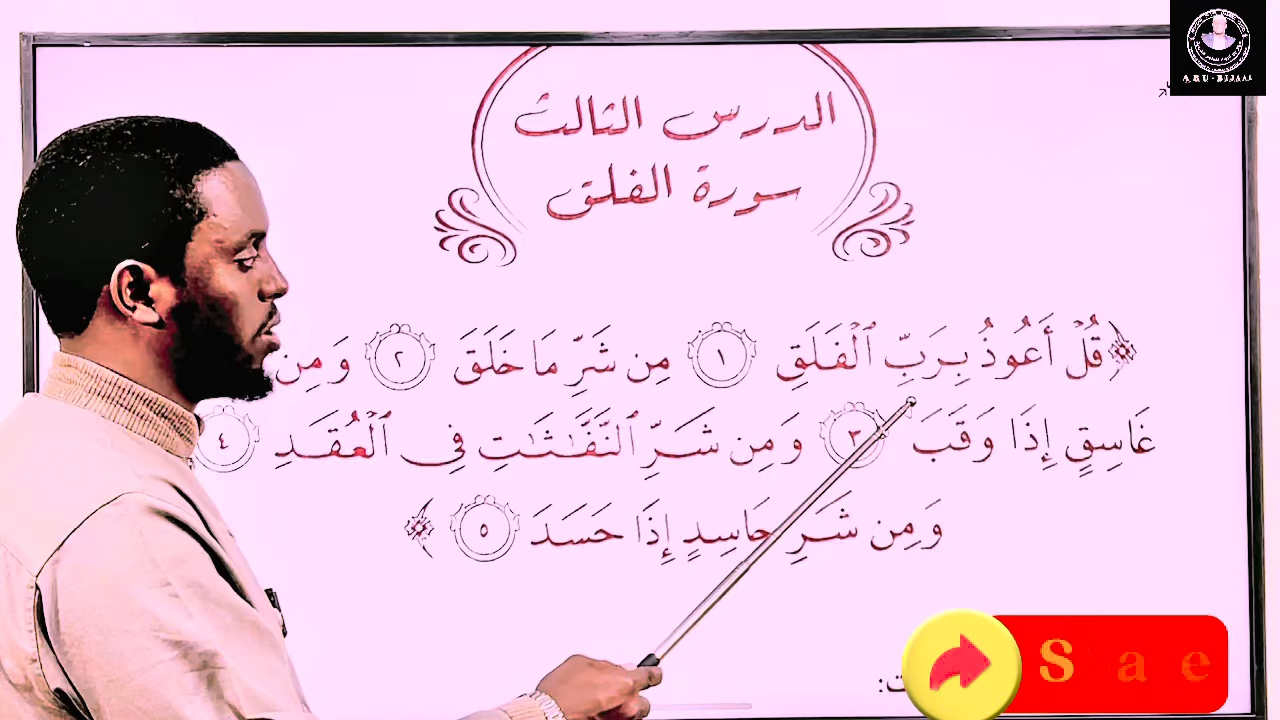 الدرس الثالث
سورة الفلق
﴿قُلْ أَعُوذُ بِرَبِّ ٱلْفَلَقِ ١ مِن شَرِّ مَا خَلَقَ ٢ وَمِن
غَاسِقٍ إِذَا وَقَبَ ٣ وَمِن شَرِّ ٱلنَّفَّـٰثَـٰتِ فِى ٱلْعُقَدِ ٤
وَمِن شَرِ حَاسِدٍ إِذَا حَسَدَ ٥﴾
S a e